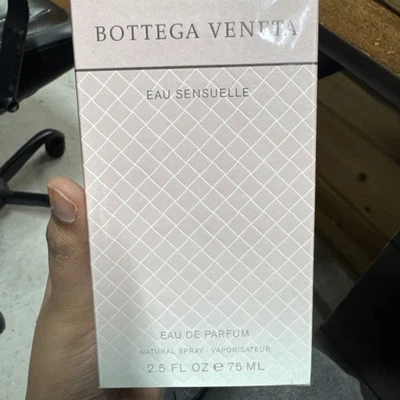 BOTTEGA VENETA
EAU SENSUELLE
EAU DE PARFUM
NATURAL SPRAY - VAPORISATEUR
2.5 FL OZ ℮ 75 ML